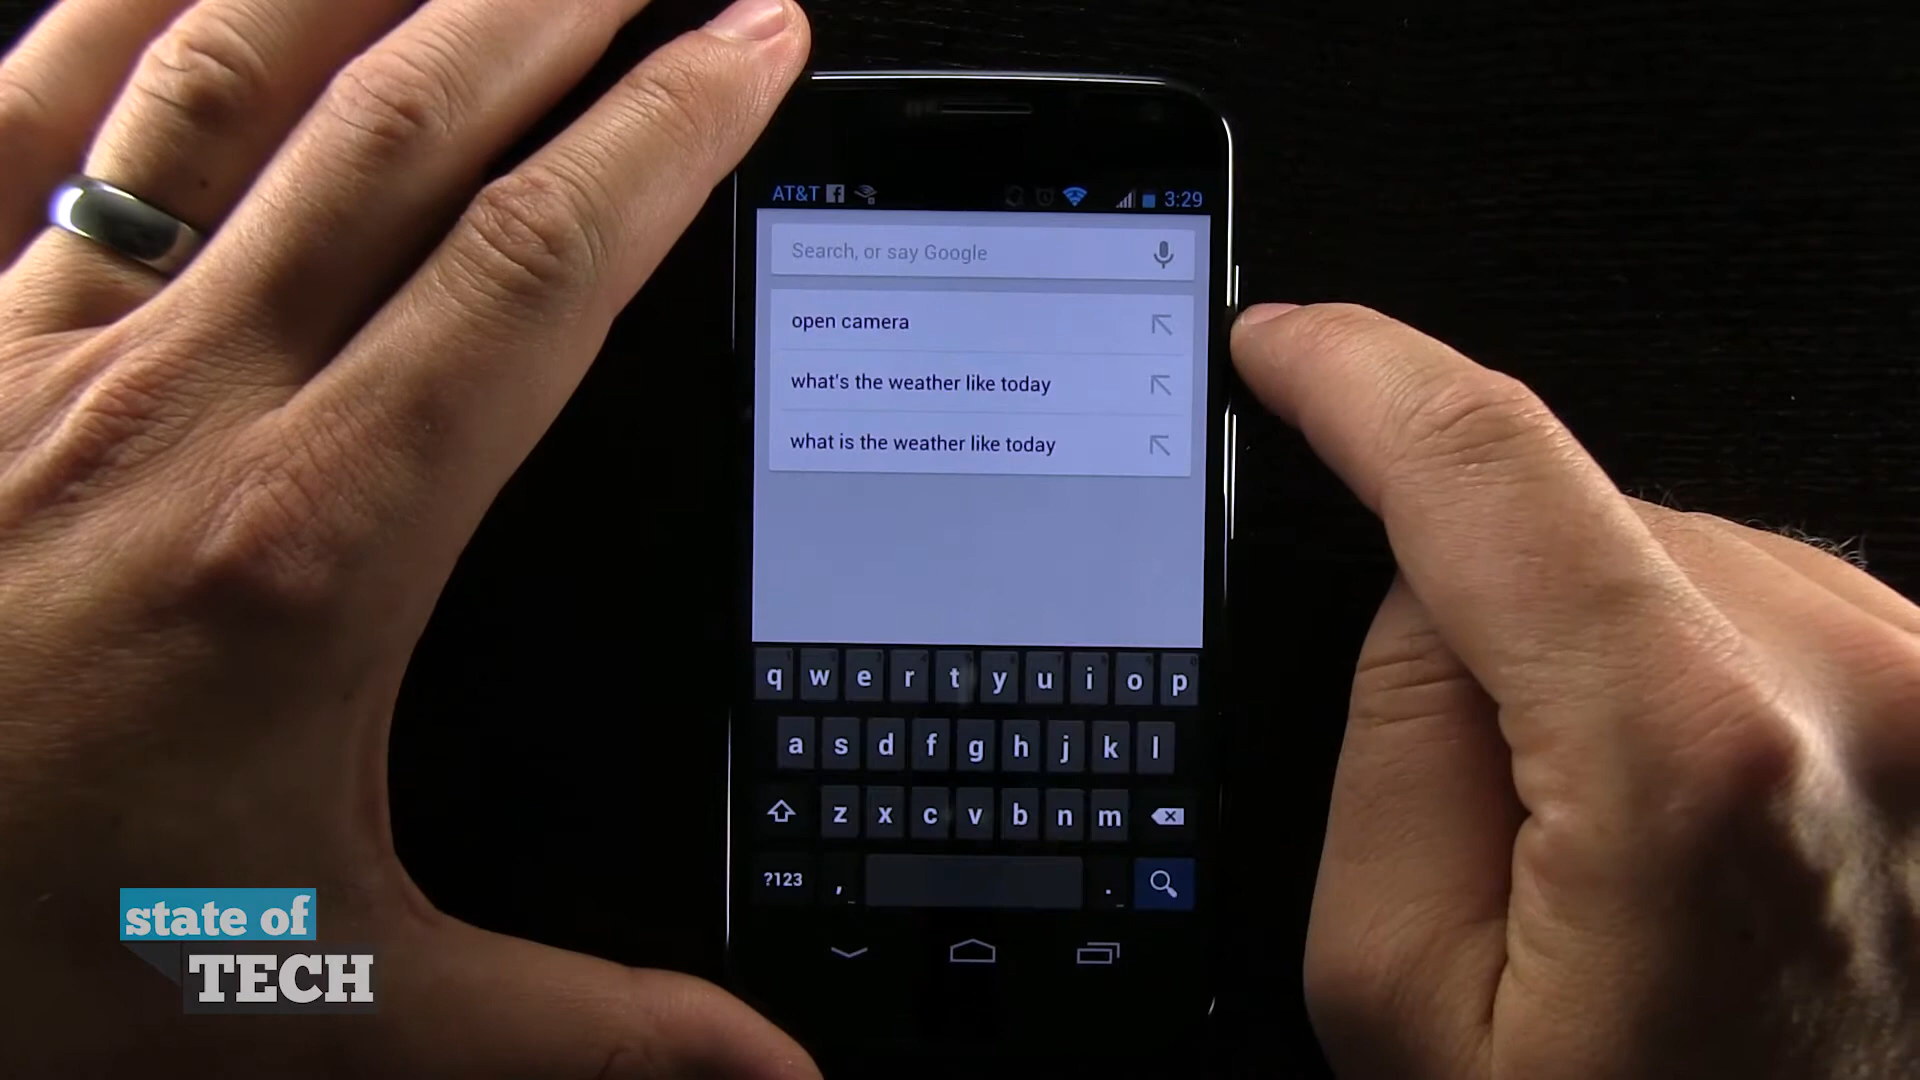 AT&T 3:29
Search, or say Google
open camera
what's the weather like today
what is the weather like today
q w e r t y u i o p
a s d f g h j k l
z x c v b n m
?123 , .
state of
TECH